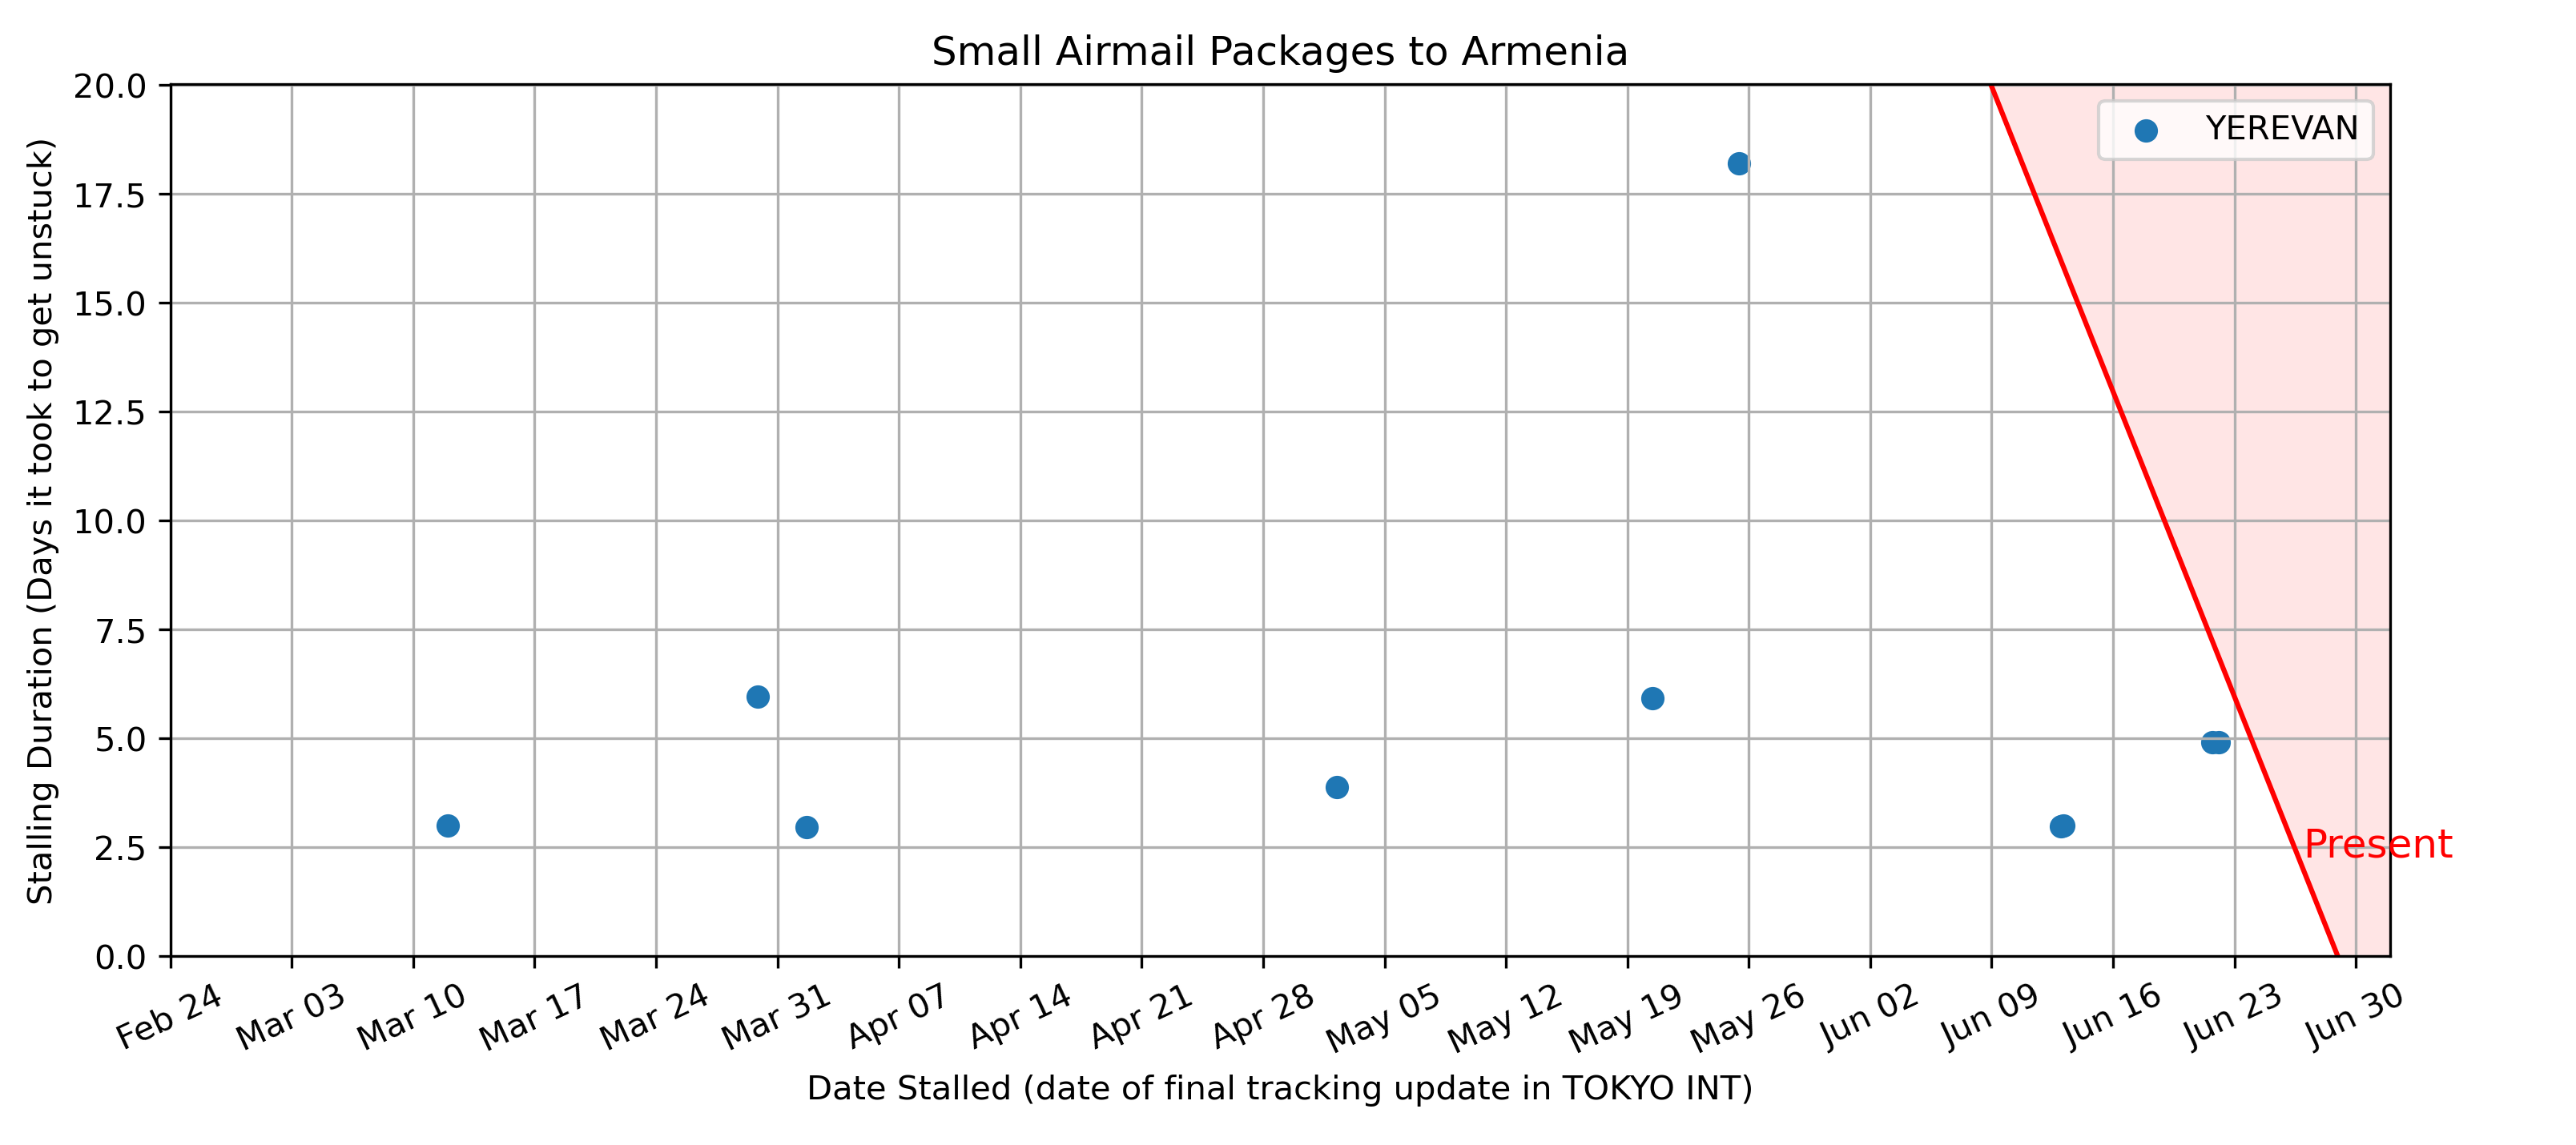 Small Airmail Packages to Armenia
Stalling Duration (Days it took to get unstuck)
20.0
17.5
15.0
12.5
10.0
7.5
5.0
2.5
0.0
YEREVAN
Present
Feb 24 Mar 03 Mar 10 Mar 17 Mar 24 Mar 31 Apr 07 Apr 14 Apr 21 Apr 28 May 05 May 12 May 19 May 26 Jun 02 Jun 09 Jun 16 Jun 23 Jun 30
Date Stalled (date of final tracking update in TOKYO INT)